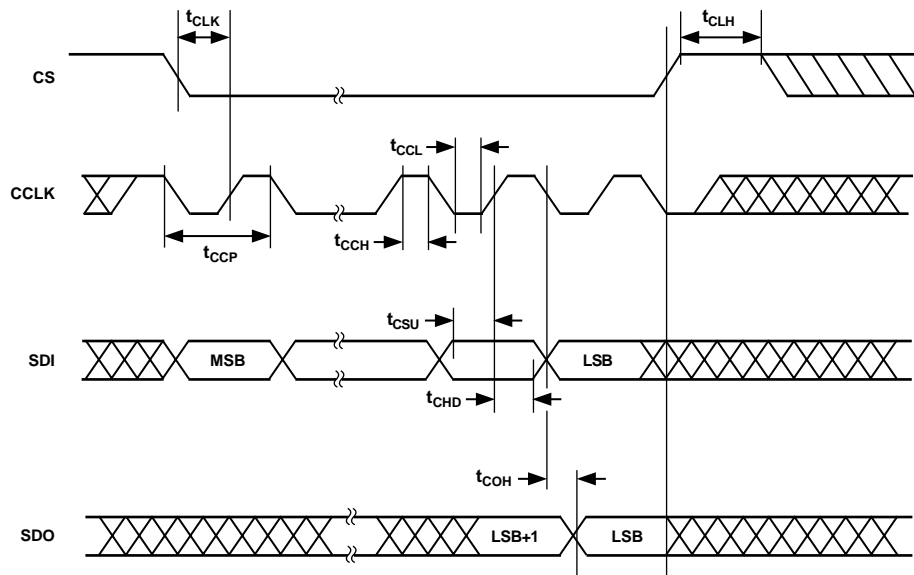 tCLK
tCLH
CS
tCCL
CCLK
tCCH
tCCP
tCSU
SDI
MSB
LSB
tCHD
tCOH
SDO
LSB+1
LSB